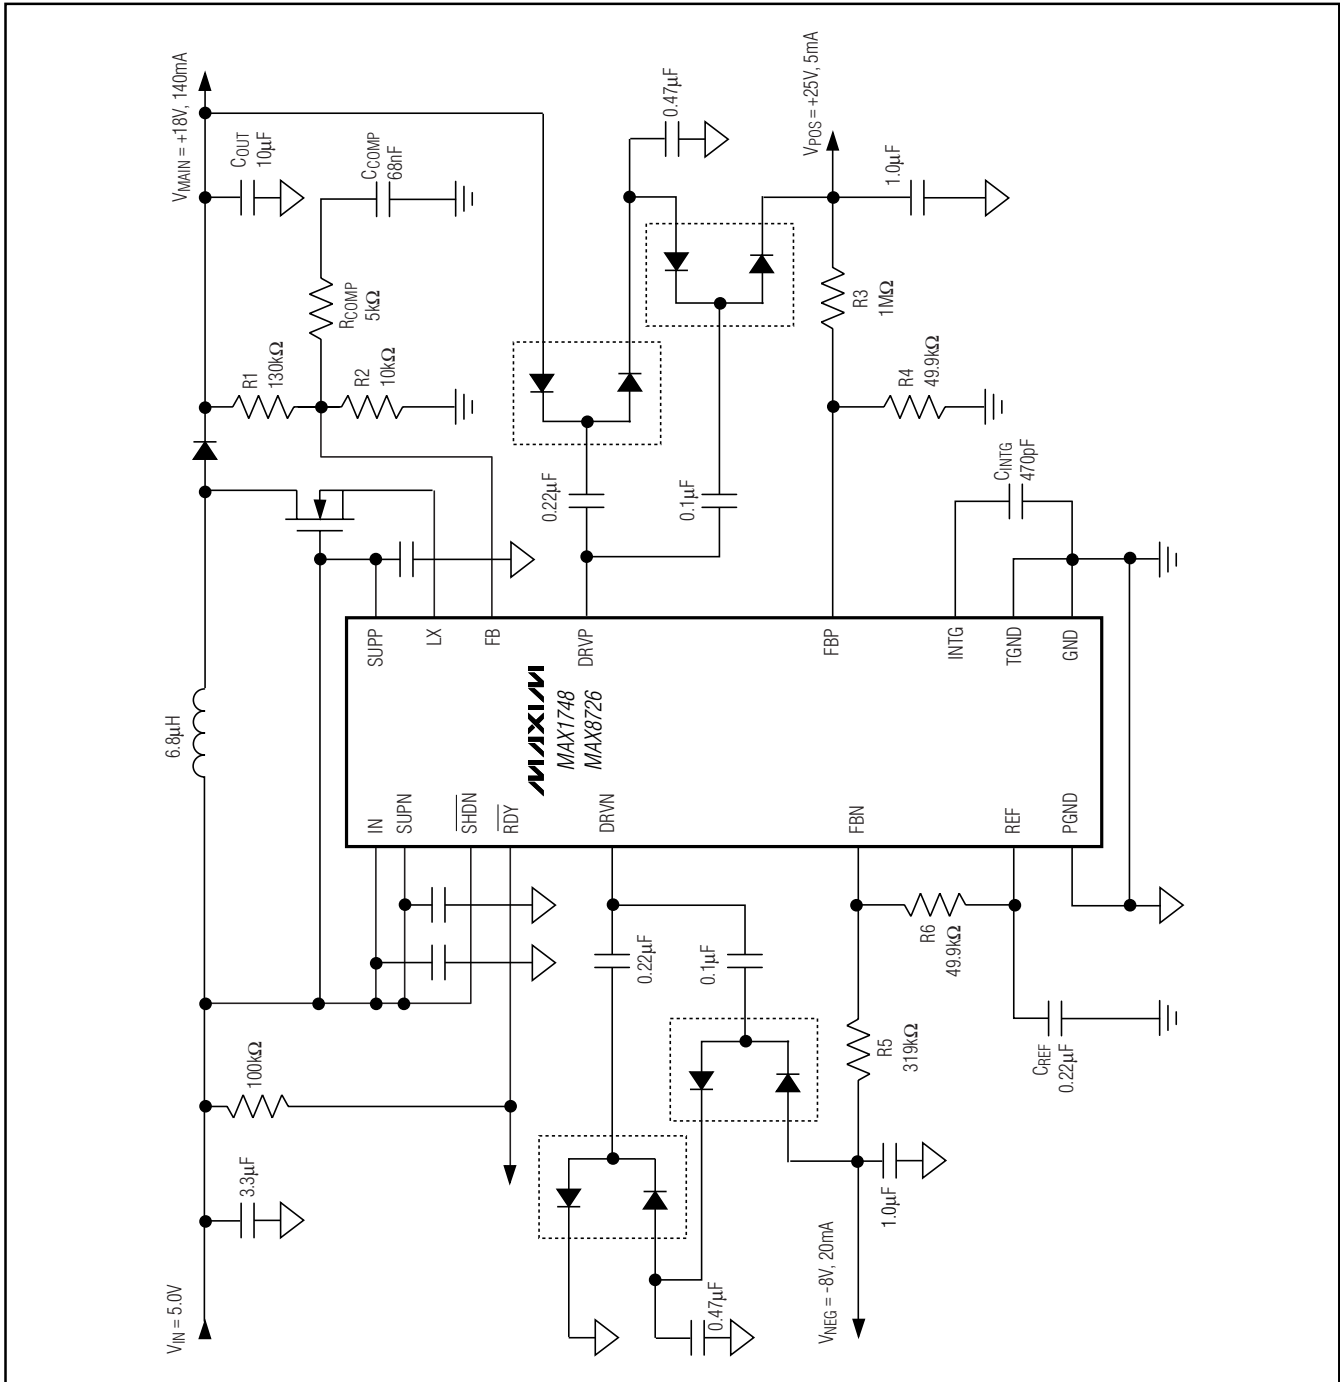 VIN = 5.0V
3.3µF
100kΩ
6.8µH
VMAIN = +18V, 140mA
COUT
10µF
CCOMP
68nF
RCOMP
5kΩ
R1
130kΩ
R2
10kΩ
0.47µF
VPOS = +25V, 5mA
1.0µF
R3
1MΩ
R4
49.9kΩ
0.22µF
0.1µF
CINTG
470pF
IN
SUPN
SHDN
RDY
DRVN
FBN
REF
PGND
SUPP
LX
FB
DRVP
FBP
INTG
TGND
GND
MAXIM
MAX1748
MAX8726
0.22µF
0.1µF
R6
49.9kΩ
R5
319kΩ
CREF
0.22µF
1.0µF
0.47µF
VNEG = -8V, 20mA